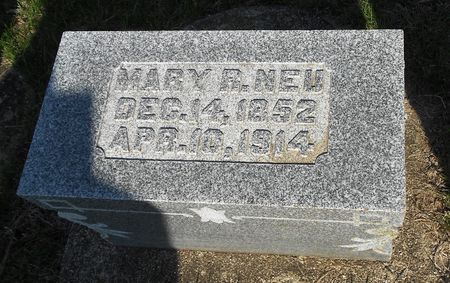 MARY R. NEU
DEC. 14, 1852
APR. 10, 1914